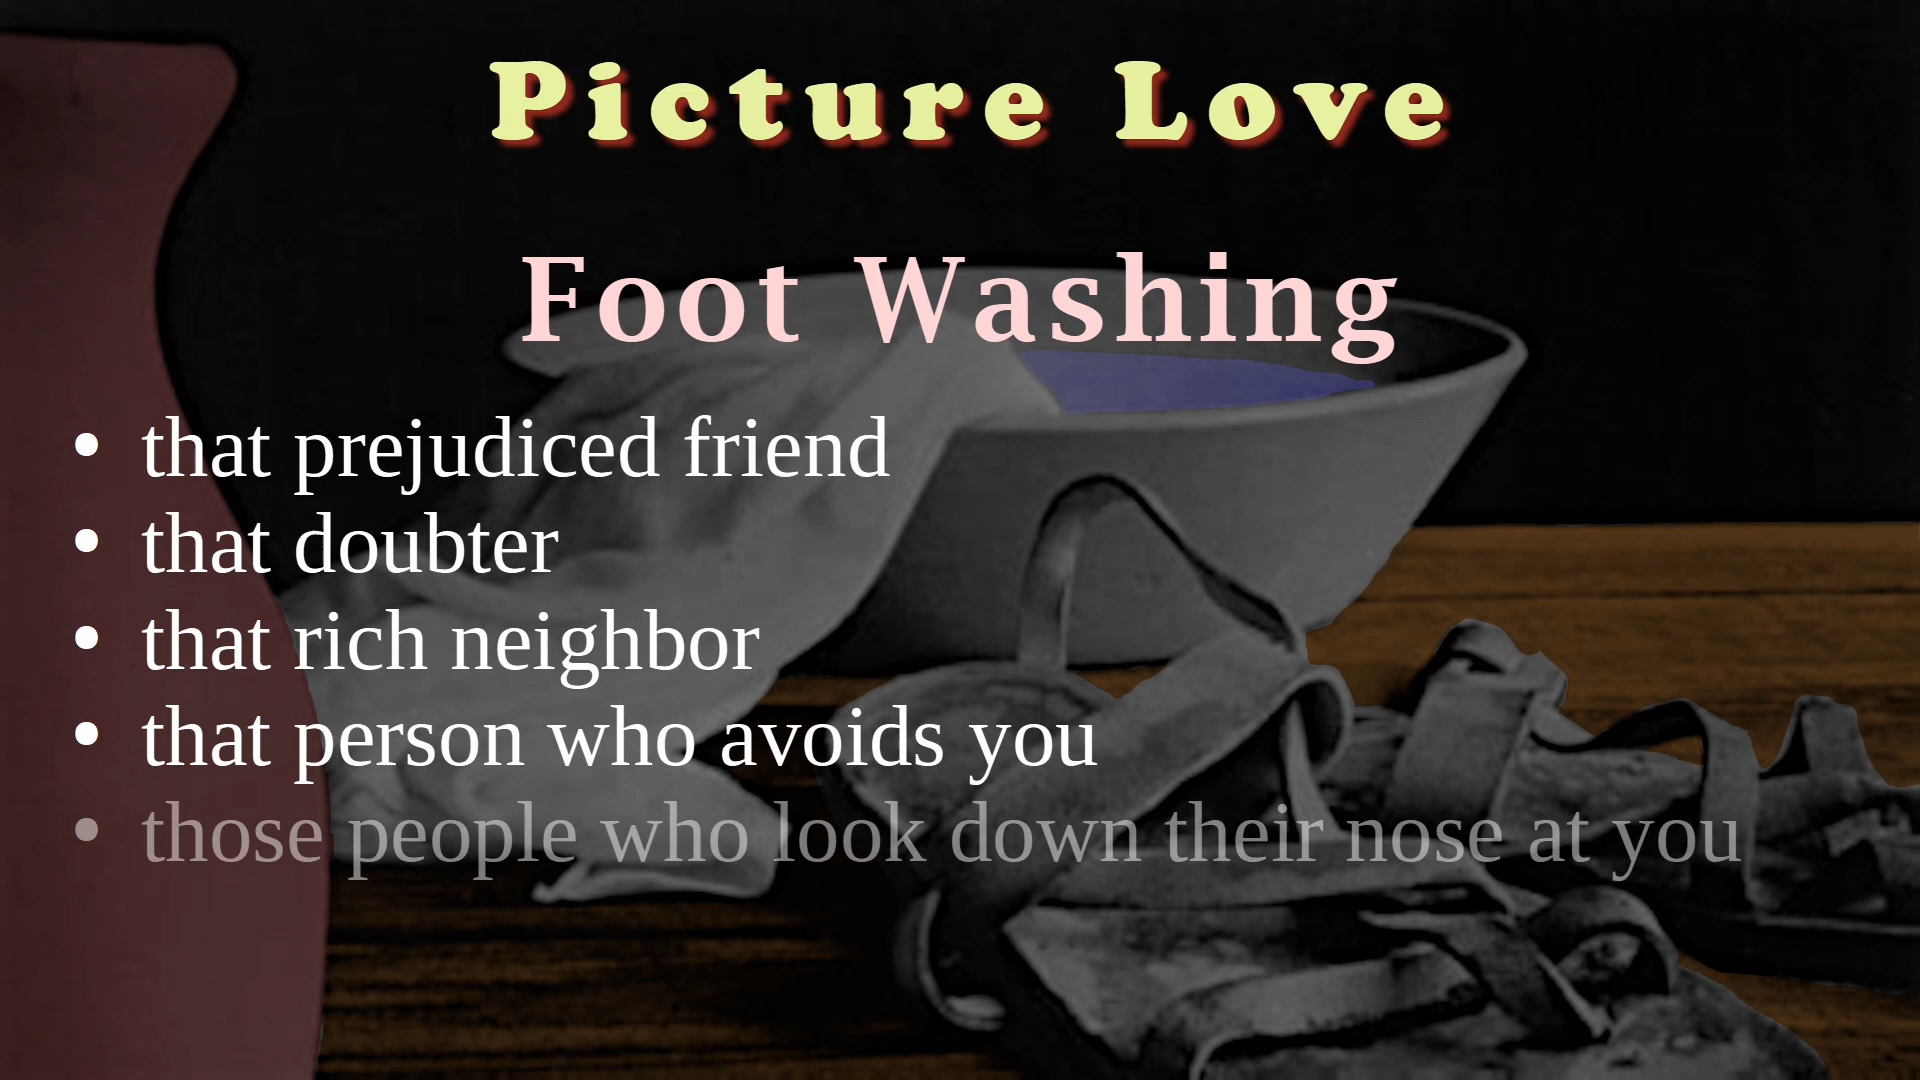 Picture Love
Foot Washing
• that prejudiced friend
• that doubter
• that rich neighbor
• that person who avoids you
• those people who look down their nose at you